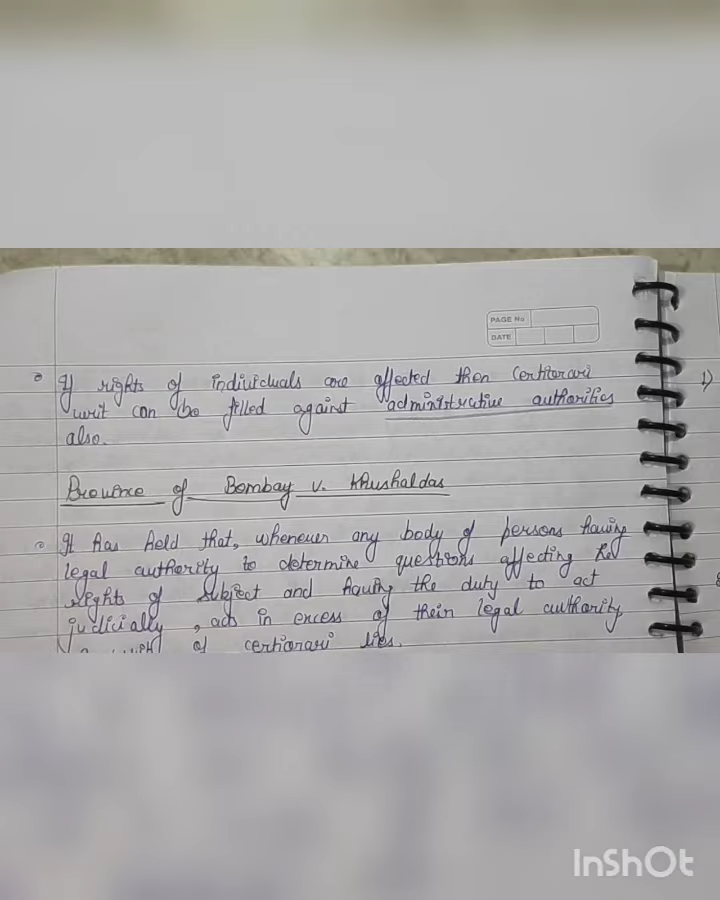 PAGE No
DATE
If rights of individuals are affected then Certiorari
writ can be filled against administrative authorities
also.
Province of Bombay v. Khushaldas
It has held that, whenever any body of persons having
legal authority to determine questions affecting the
rights of subject and having the duty to act
judicially, acts in excess of their legal authority
of certiorari lies.
1)
InShOt